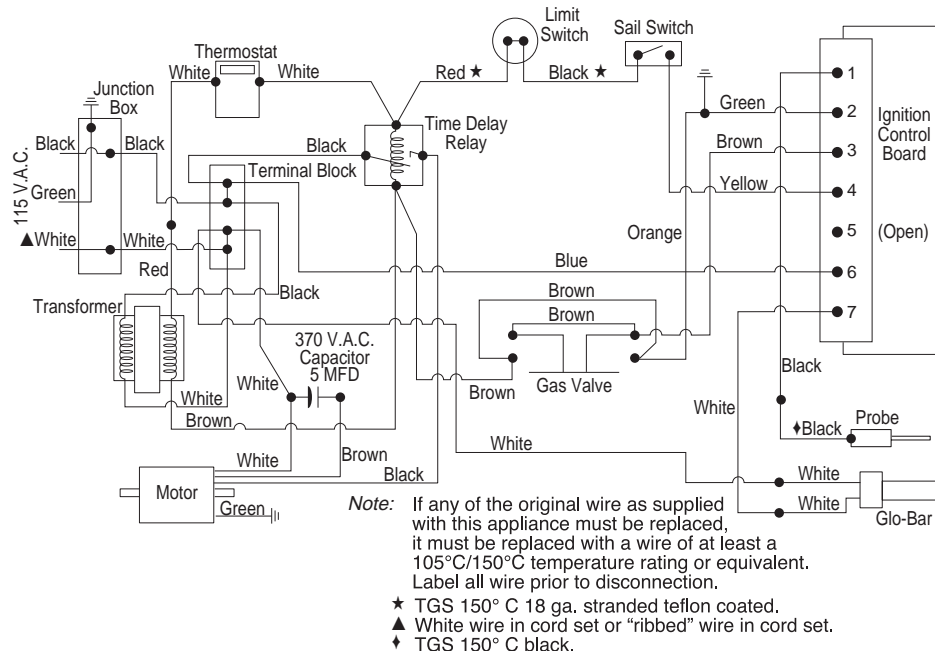 Limit
Switch
Sail Switch
Thermostat
White
White
Red ★
Black ★
1
Junction
Box
Green
2
Ignition
Control
Board
Time Delay
Relay
Black
Black
Black
Brown
3
Terminal Block
115 V.A.C.
Green
Yellow
4
Orange
5
(Open)
▲White
White
Red
Blue
6
Black
Brown
Transformer
Brown
7
370 V.A.C.
Capacitor
5 MFD
White
Black
White
Brown
Gas Valve
White
Brown
Probe
♦Black
White
White
Brown
Black
White
Motor
White
Green
Glo-Bar
Note: If any of the original wire as supplied
with this appliance must be replaced,
it must be replaced with a wire of at least a
105°C/150°C temperature rating or equivalent.
Label all wire prior to disconnection.
★ TGS 150° C 18 ga. stranded teflon coated.
▲ White wire in cord set or “ribbed” wire in cord set.
♦ TGS 150° C black.